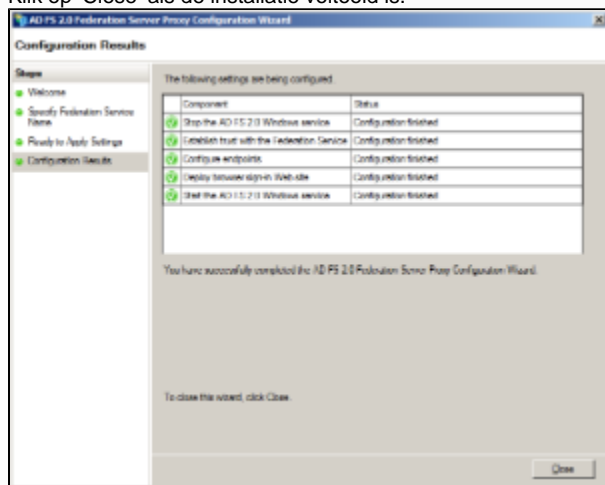 Klik op 'Close' als de installatie voltooid is.
AD FS 2.0 Federation Server Proxy Configuration Wizard
Configuration Results
Steps
Welcome
Specify Federation Service
Name
Ready to Apply Settings
Configuration Results
The following settings are being configured.
Component Status
Stop the AD FS 2.0 Windows service Configuration finished
Establish trust with the Federation Service Configuration finished
Configure endpoints Configuration finished
Deploy browser sign-in Web site Configuration finished
Start the AD FS 2.0 Windows service Configuration finished
You have successfully completed the AD FS 2.0 Federation Server Proxy Configuration Wizard.
To close this wizard, click Close.
Close